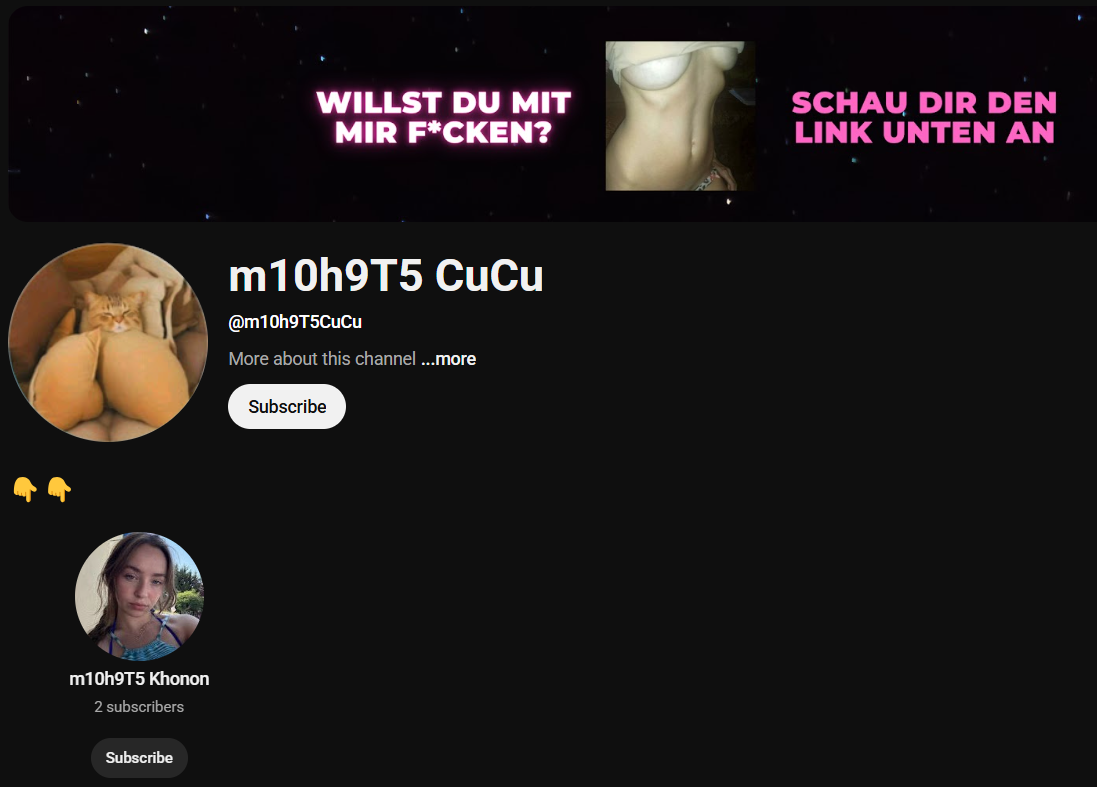 WILLST DU MIT
MIR F*CKEN?
SCHAU DIR DEN
LINK UNTEN AN
m10h9T5 CuCu
@m10h9T5CuCu
More about this channel ...more
Subscribe
👇 👇
m10h9T5 Khonon
2 subscribers
Subscribe